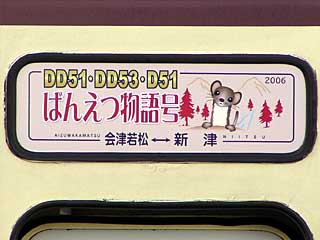 DD51・DD53・D51
2006
ばんえつ物語号
AIZUWAKAMATSU
会津若松 ↔ 新津
NIITSU